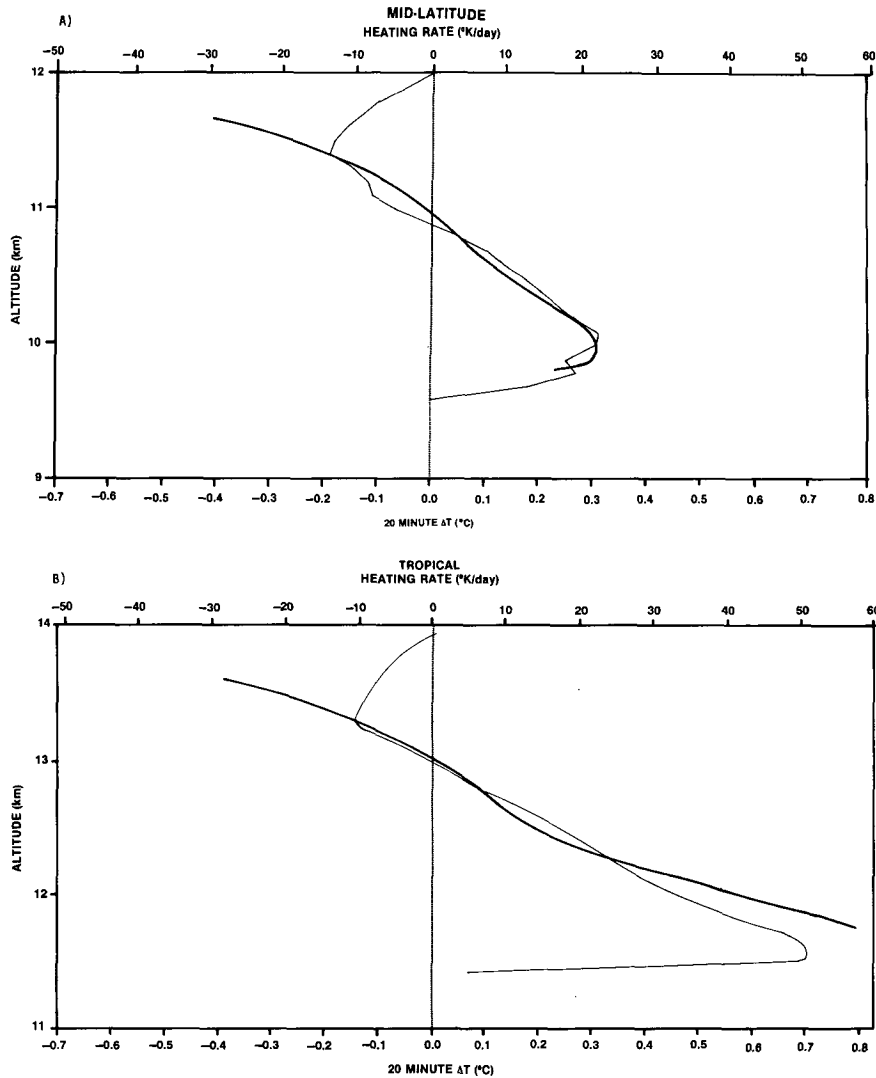 A)
MID-LATITUDE
HEATING RATE (°K/day)
-50 -40 -30 -20 -10 0 10 20 30 40 50 60
12
11
10
9
ALTITUDE (km)
-0.7 -0.6 -0.5 -0.4 -0.3 -0.2 -0.1 0.0 0.1 0.2 0.3 0.4 0.5 0.6 0.7 0.8
20 MINUTE ΔT (°C)
B)
TROPICAL
HEATING RATE (°K/day)
-50 -40 -30 -20 -10 0 10 20 30 40 50 60
14
13
12
11
ALTITUDE (km)
-0.7 -0.6 -0.5 -0.4 -0.3 -0.2 -0.1 0.0 0.1 0.2 0.3 0.4 0.5 0.6 0.7 0.8
20 MINUTE ΔT (°C)